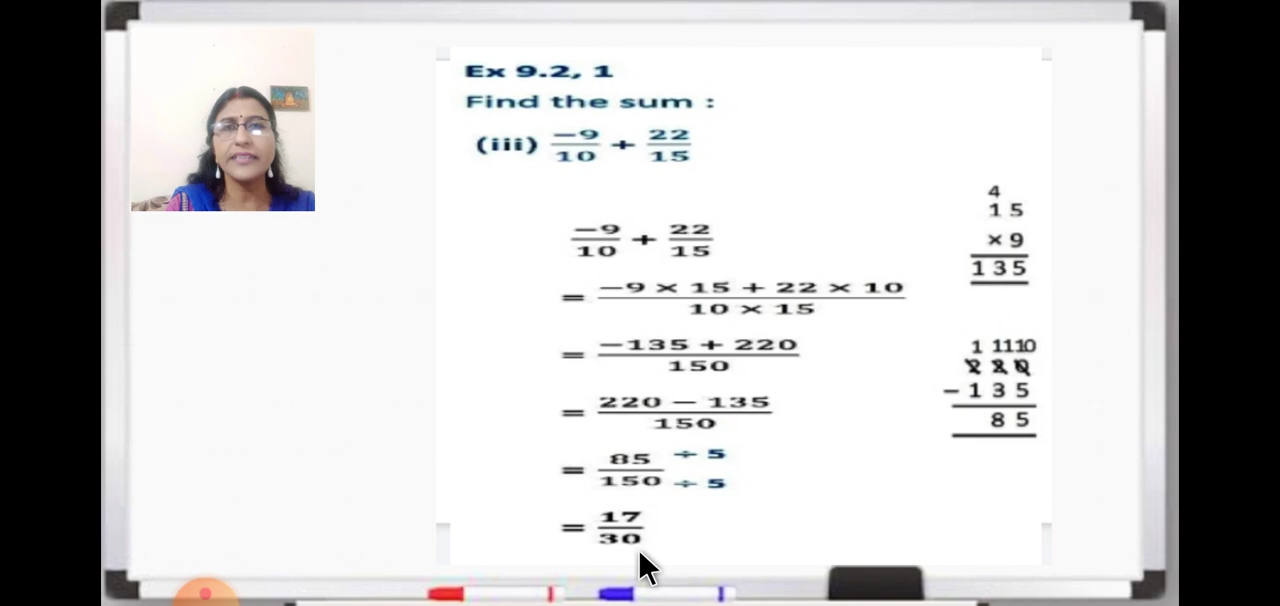 Ex 9.2, 1
Find the sum :
(iii) −9/10 + 22/15
−9/10 + 22/15
= −9 × 15 + 22 × 10 / 10 × 15
= −135 + 220 / 150
= 220 − 135 / 150
= 85/150 ÷ 5 ÷ 5
= 17/30
4
15
× 9
135
1 11 10
2 2 0
− 1 3 5
8 5